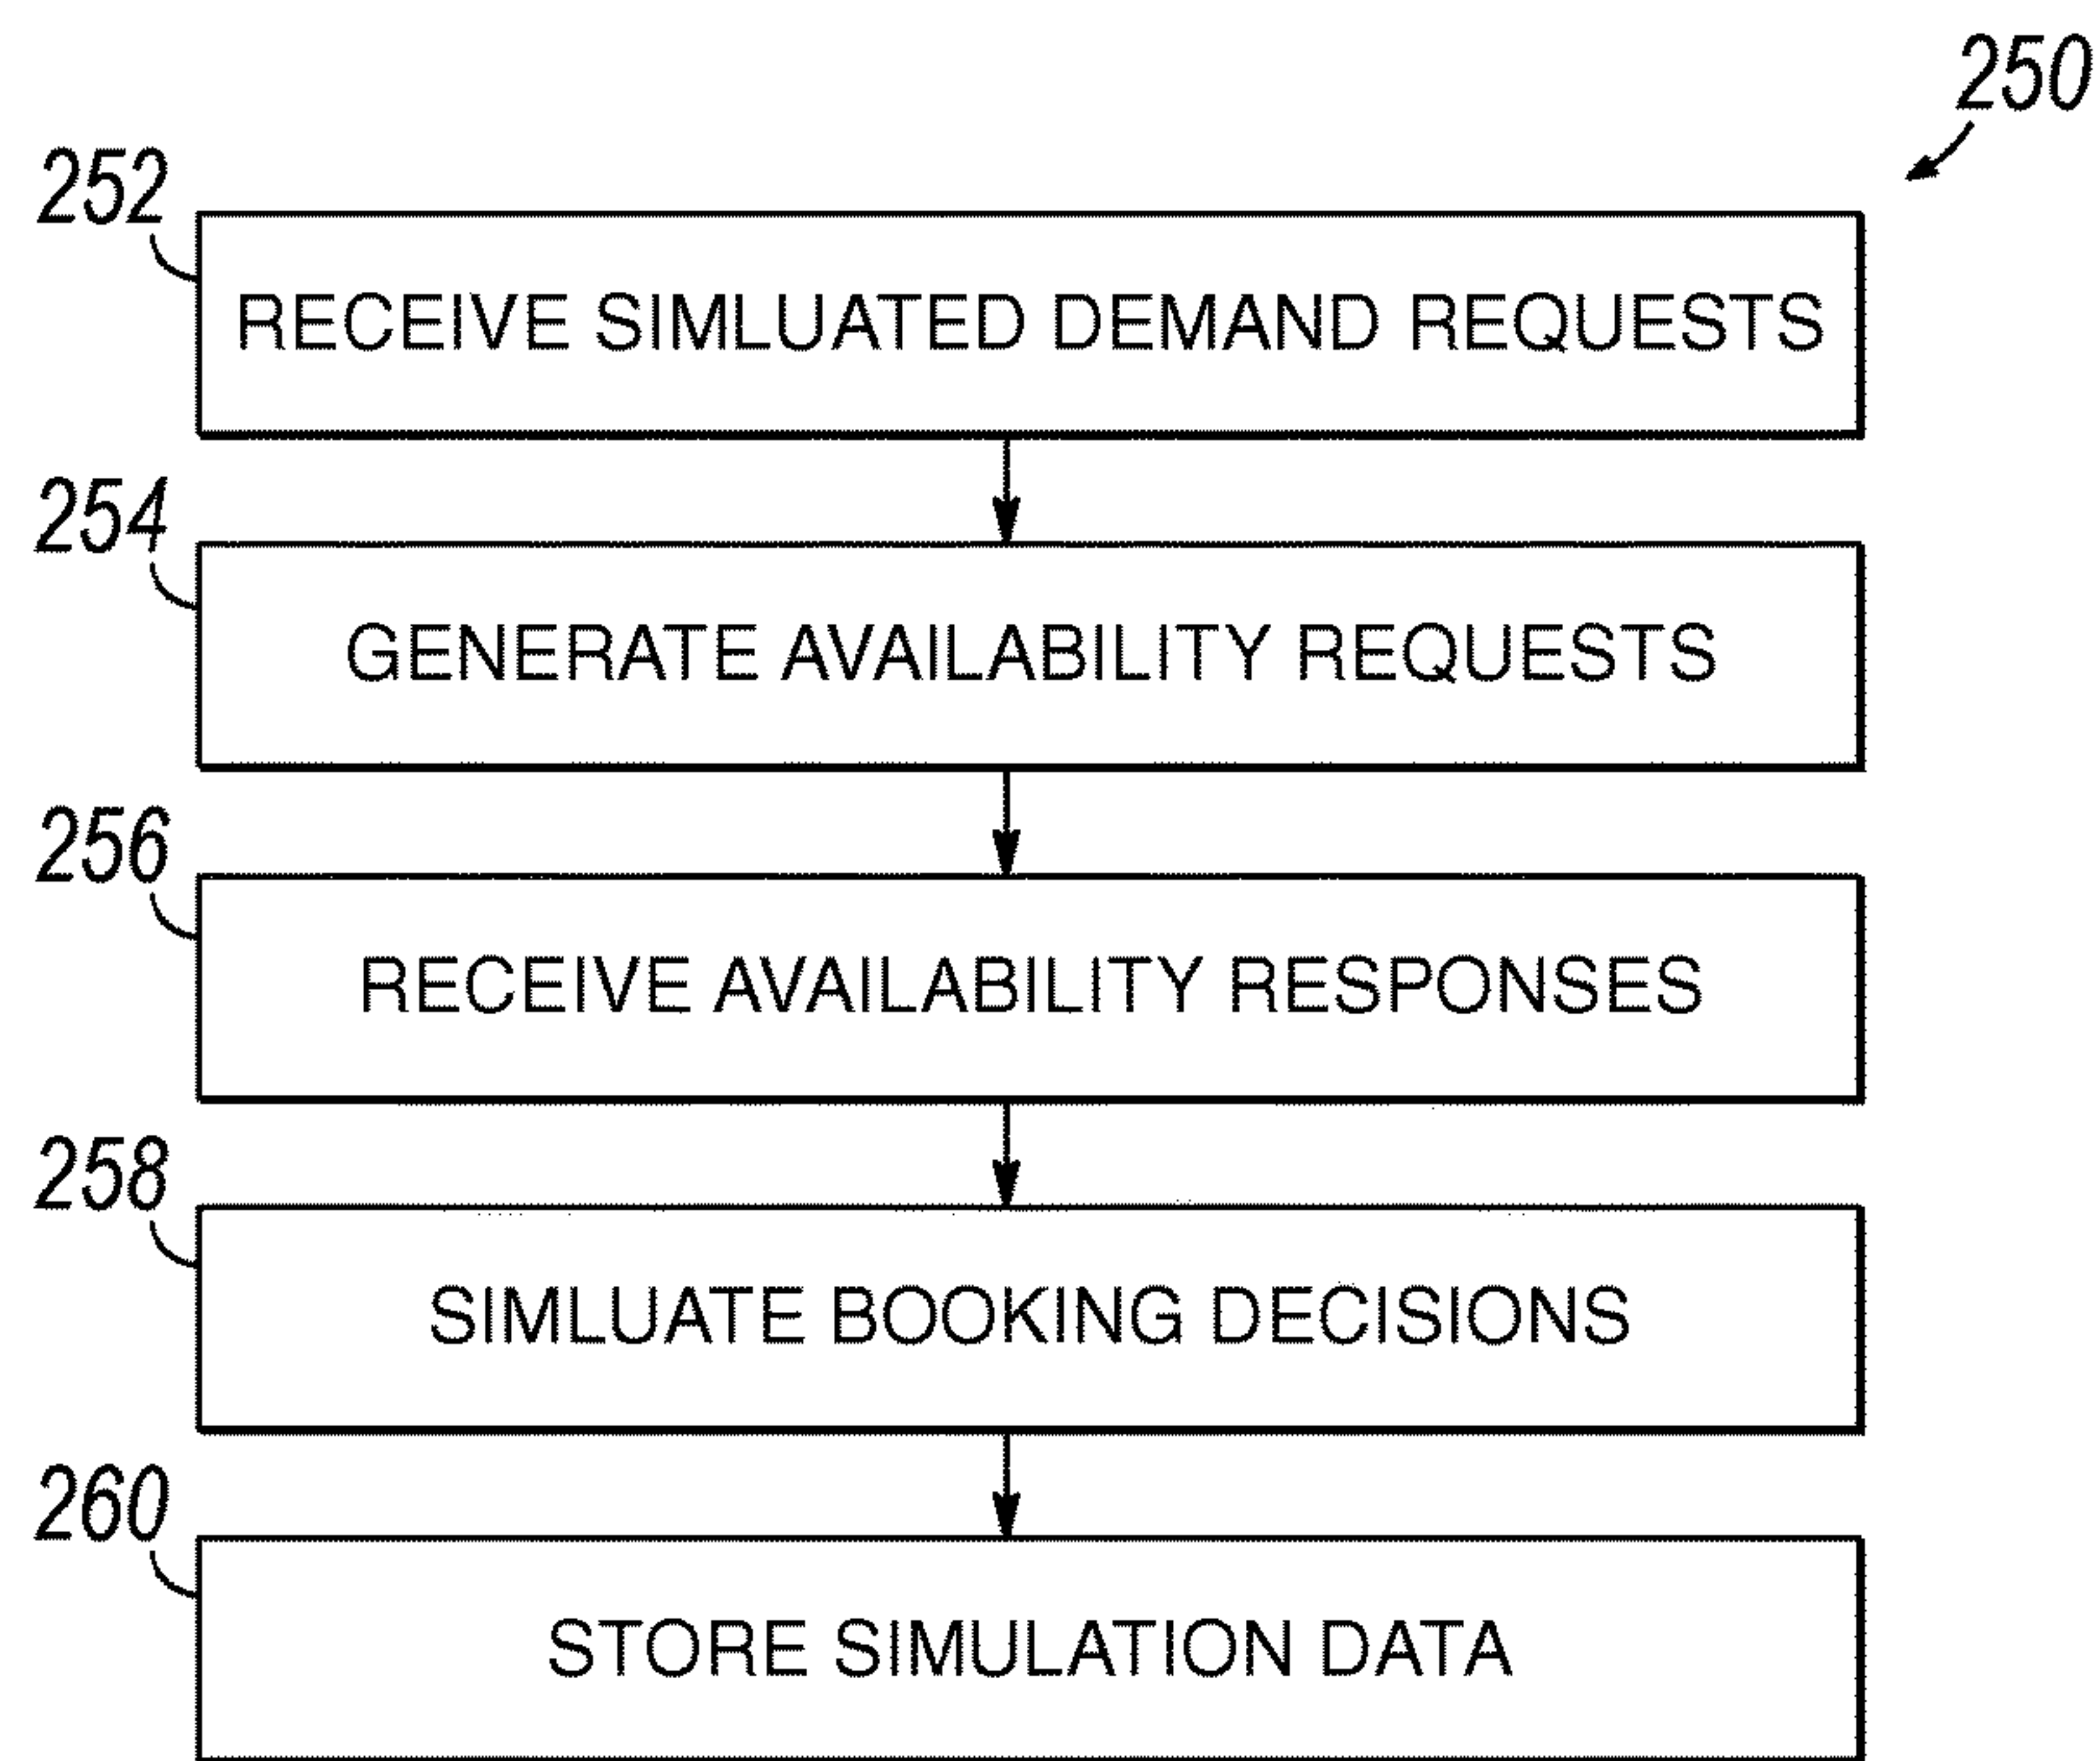 250
252
RECEIVE SIMLUATED DEMAND REQUESTS
254
GENERATE AVAILABILITY REQUESTS
256
RECEIVE AVAILABILITY RESPONSES
258
SIMLUATE BOOKING DECISIONS
260
STORE SIMULATION DATA